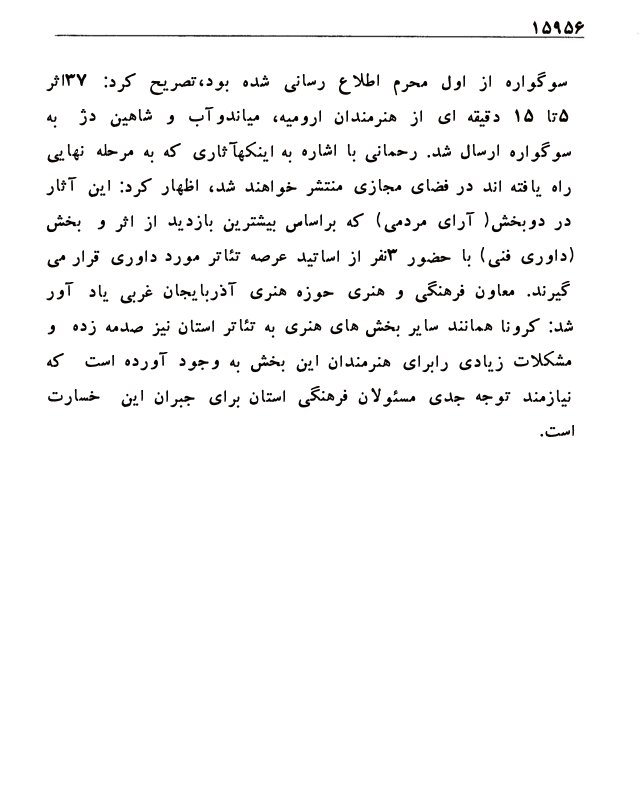 ۱۵۹۵۶
سوگواره از اول محرم اطلاع رسانی شده بود،تصریح کرد: ۳۷اثر
۵تا ۱۵ دقیقه ای از هنرمندان ارومیه، میاندوآب و شاهین دژ به
سوگواره ارسال شد. رحمانی با اشاره به اینکهآثاری که به مرحله نهایی
راه یافته اند در فضای مجازی منتشر خواهند شد، اظهار کرد: این آثار
در دوبخش( آرای مردمی) که براساس بیشترین بازدید از اثر و بخش
(داوری فنی) با حضور ۳نفر از اساتید عرصه تئاتر مورد داوری قرار می
گیرند. معاون فرهنگی و هنری حوزه هنری آذربایجان غربی یاد آور
شد: کرونا همانند سایر بخش های هنری به تئاتر استان نیز صدمه زده و
مشکلات زیادی رابرای هنرمندان این بخش به وجود آورده است که
نیازمند توجه جدی مسئولان فرهنگی استان برای جبران این خسارت
است.